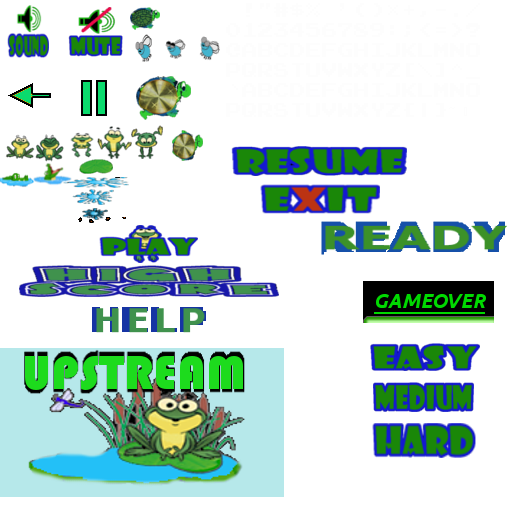 SOUND
MUTE
RESUME
EXIT
READY
PLAY
HIGH
SCORE
HELP
GAMEOVER
UPSTREAM
EASY
MEDIUM
HARD